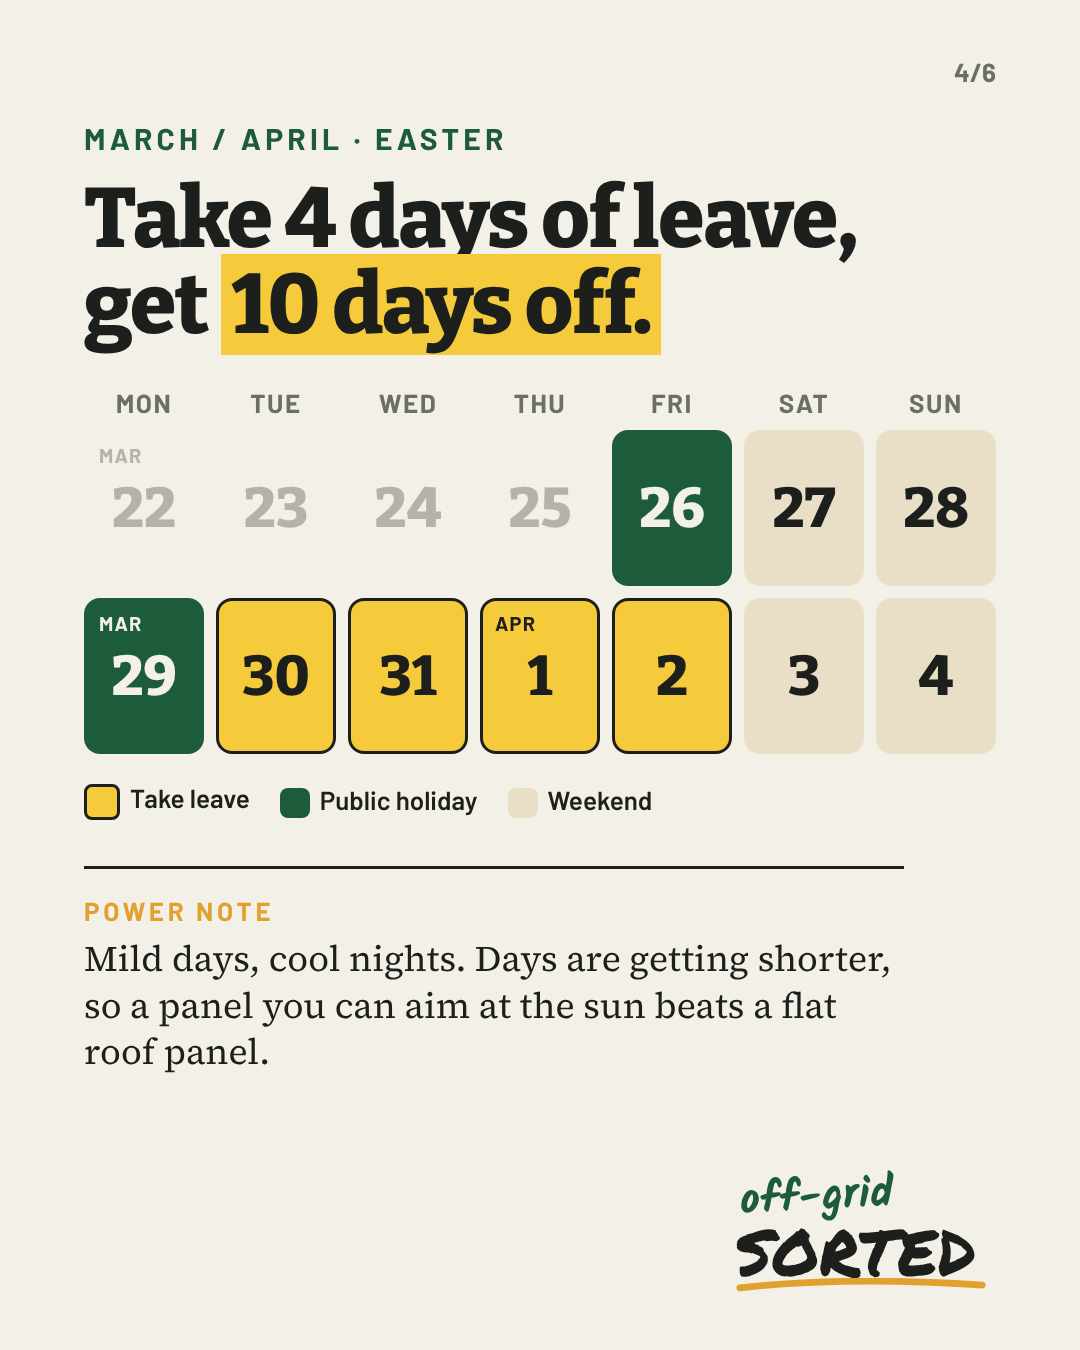 4/6
MARCH / APRIL · EASTER
Take 4 days of leave,
get 10 days off.
MON TUE WED THU FRI SAT SUN
MAR
22 23 24 25 26 27 28
MAR APR
29 30 31 1 2 3 4
Take leave Public holiday Weekend
POWER NOTE
Mild days, cool nights. Days are getting shorter,
so a panel you can aim at the sun beats a flat
roof panel.
off-grid
SORTED